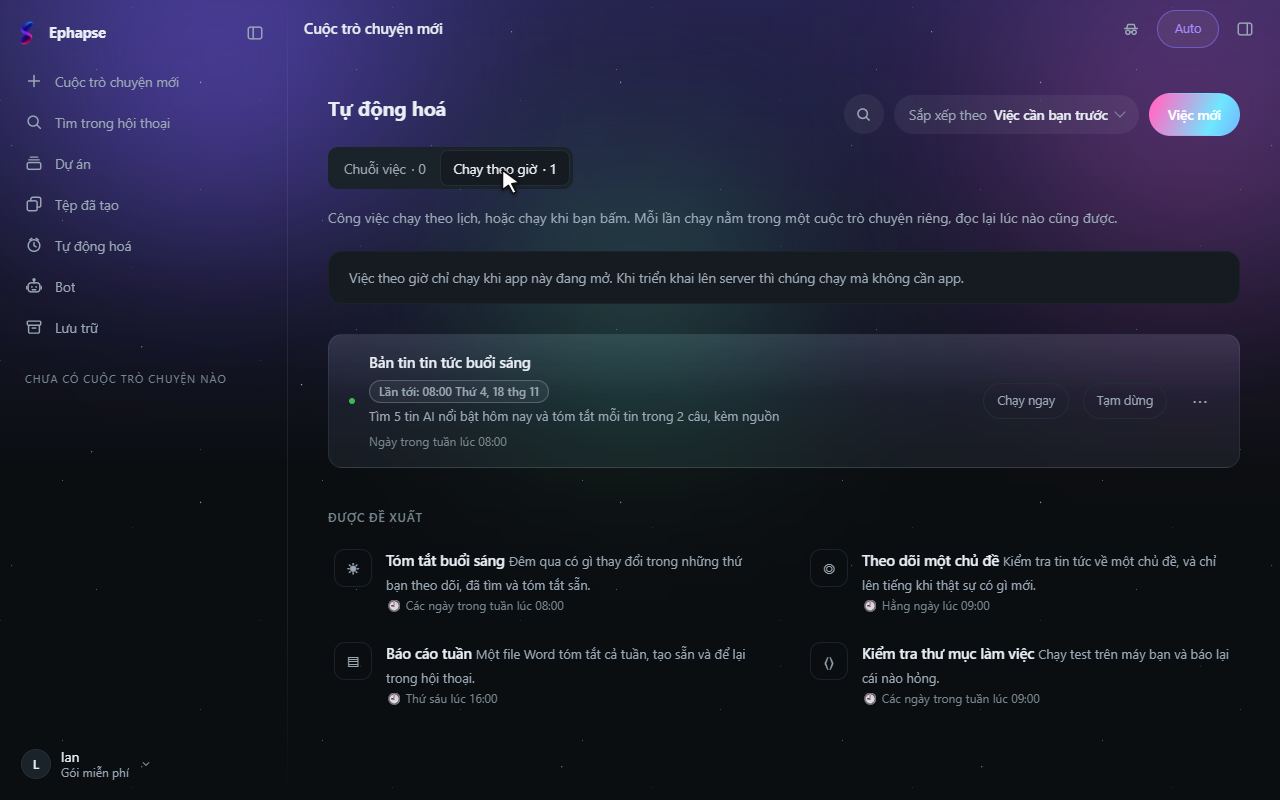 Ephapse
Cuộc trò chuyện mới
Tìm trong hội thoại
Dự án
Tệp đã tạo
Tự động hoá
Bot
Lưu trữ
CHƯA CÓ CUỘC TRÒ CHUYỆN NÀO
L
lan
Gói miễn phí
Cuộc trò chuyện mới
Auto
Tự động hoá
Sắp xếp theo Việc cần bạn trước
Việc mới
Chuỗi việc · 0
Chạy theo giờ · 1
Công việc chạy theo lịch, hoặc chạy khi bạn bấm. Mỗi lần chạy nằm trong một cuộc trò chuyện riêng, đọc lại lúc nào cũng được.
Việc theo giờ chỉ chạy khi app này đang mở. Khi triển khai lên server thì chúng chạy mà không cần app.
Bản tin tin tức buổi sáng
Lần tới: 08:00 Thứ 4, 18 thg 11
Tìm 5 tin AI nổi bật hôm nay và tóm tắt mỗi tin trong 2 câu, kèm nguồn
Ngày trong tuần lúc 08:00
Chạy ngay
Tạm dừng
ĐƯỢC ĐỀ XUẤT
Tóm tắt buổi sáng Đêm qua có gì thay đổi trong những thứ
bạn theo dõi, đã tìm và tóm tắt sẵn.
Các ngày trong tuần lúc 08:00
Theo dõi một chủ đề Kiểm tra tin tức về một chủ đề, và chỉ
lên tiếng khi thật sự có gì mới.
Hằng ngày lúc 09:00
Báo cáo tuần Một file Word tóm tắt cả tuần, tạo sẵn và để lại
trong hội thoại.
Thứ sáu lúc 16:00
Kiểm tra thư mục làm việc Chạy test trên máy bạn và báo lại
cái nào hỏng.
Các ngày trong tuần lúc 09:00